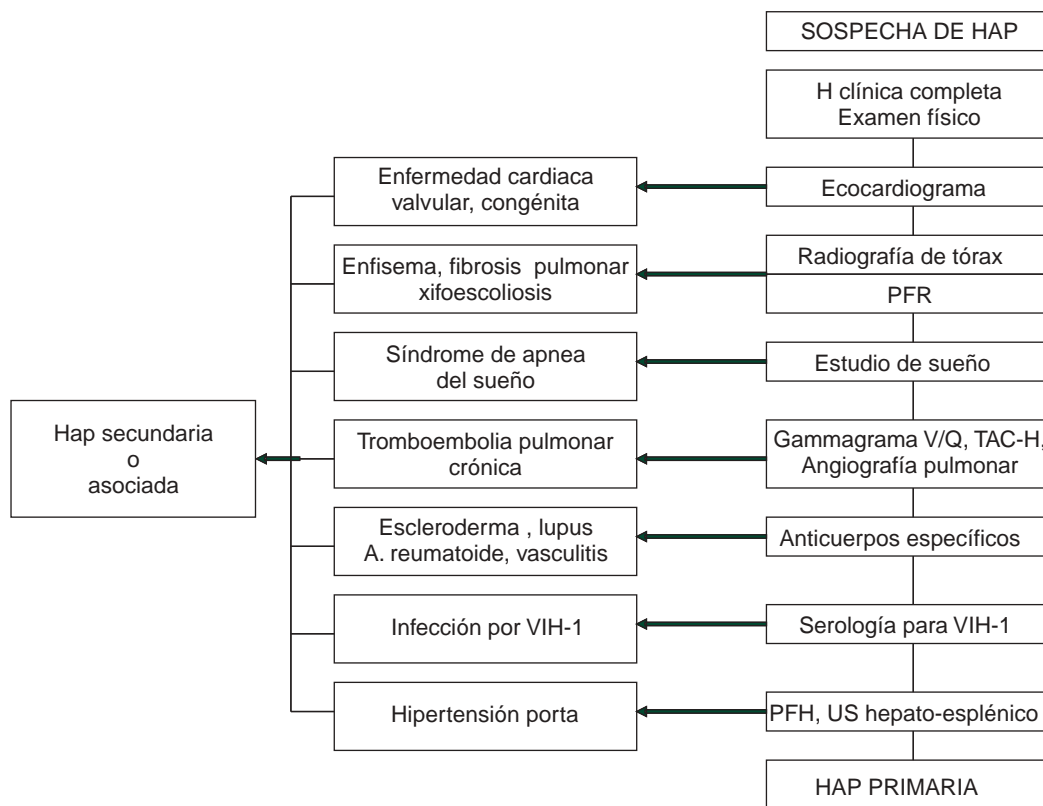 SOSPECHA DE HAP
H clínica completa
Examen físico
Enfermedad cardiaca
valvular, congénita
Ecocardiograma
Enfisema, fibrosis pulmonar
xifoescoliosis
Radiografía de tórax
PFR
Síndrome de apnea
del sueño
Estudio de sueño
Hap secundaria
o
asociada
Tromboembolia pulmonar
crónica
Gammagrama V/Q, TAC-H,
Angiografía pulmonar
Escleroderma , lupus
A. reumatoide, vasculitis
Anticuerpos específicos
Infección por VIH-1
Serología para VIH-1
Hipertensión porta
PFH, US hepato-esplénico
HAP PRIMARIA